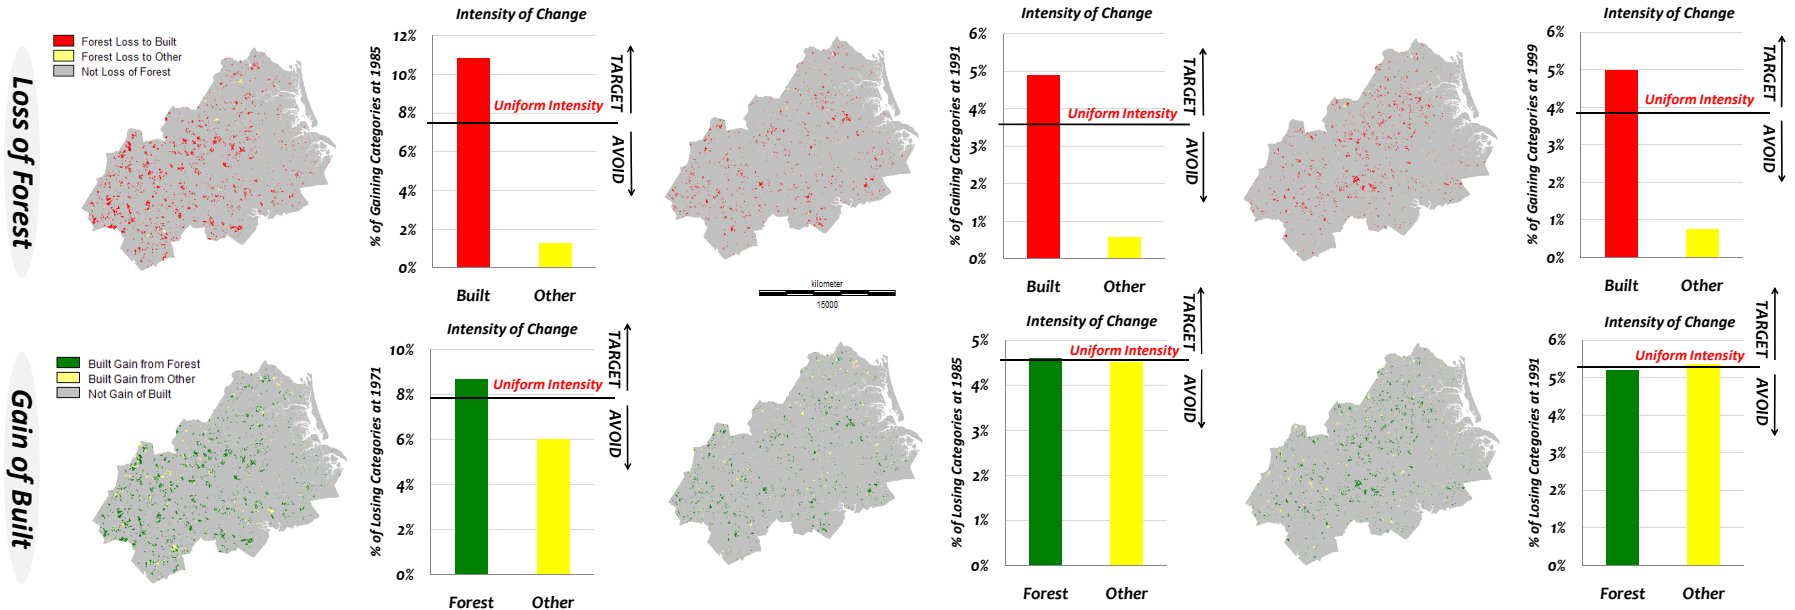 Loss of Forest
Forest Loss to Built
Forest Loss to Other
Not Loss of Forest
Intensity of Change
% of Gaining Categories at 1985
12%
10%
8%
6%
4%
2%
0%
Uniform Intensity
TARGET
AVOID
Built Other
Intensity of Change
% of Gaining Categories at 1991
6%
5%
4%
3%
2%
1%
0%
Uniform Intensity
TARGET
AVOID
Built Other
Intensity of Change
% of Gaining Categories at 1999
6%
5%
4%
3%
2%
1%
0%
Uniform Intensity
TARGET
AVOID
Built Other
kilometer
15000
Gain of Built
Built Gain from Forest
Built Gain from Other
Not Gain of Built
Intensity of Change
% of Losing Categories at 1971
10%
8%
6%
4%
2%
0%
Uniform Intensity
TARGET
AVOID
Forest Other
Intensity of Change
% of Losing Categories at 1985
5%
4%
3%
2%
1%
0%
Uniform Intensity
TARGET
AVOID
Forest Other
Intensity of Change
% of Losing Categories at 1991
6%
5%
4%
3%
2%
1%
0%
Uniform Intensity
TARGET
AVOID
Forest Other